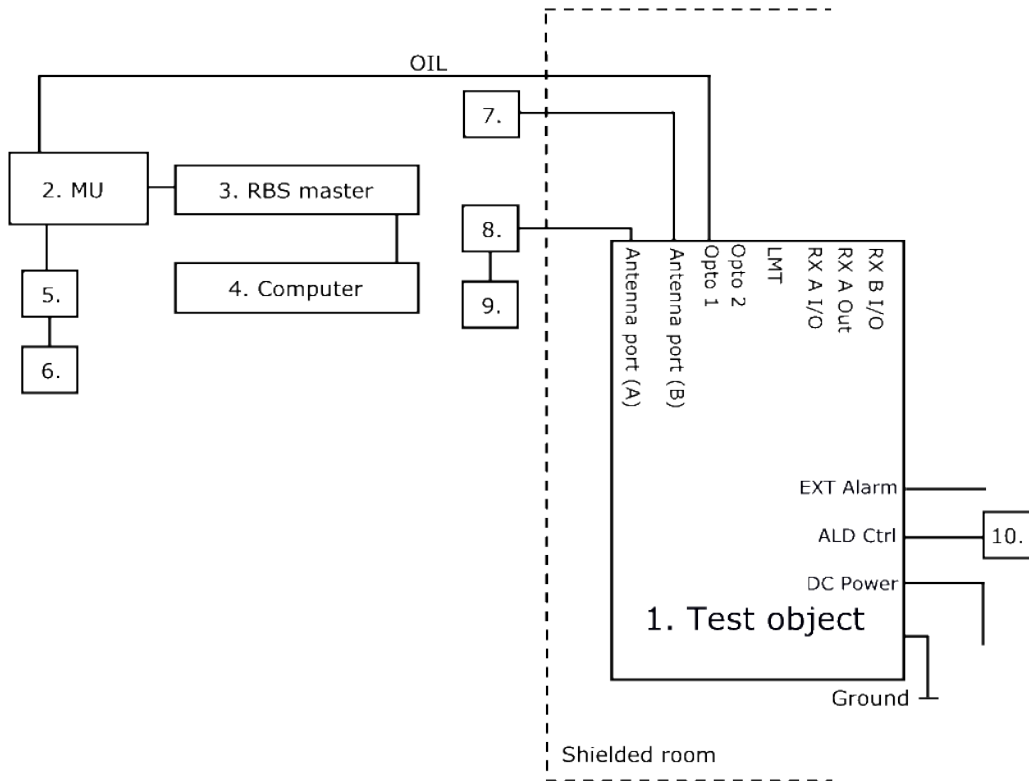 OIL
7.
2. MU
3. RBS master
8.
4. Computer
5.
9.
6.
Antenna port (A)
Antenna port (B)
Opto 1
Opto 2
LMT
RX A I/O
RX A Out
RX B I/O
EXT Alarm
ALD Ctrl
10.
DC Power
1. Test object
Ground
Shielded room